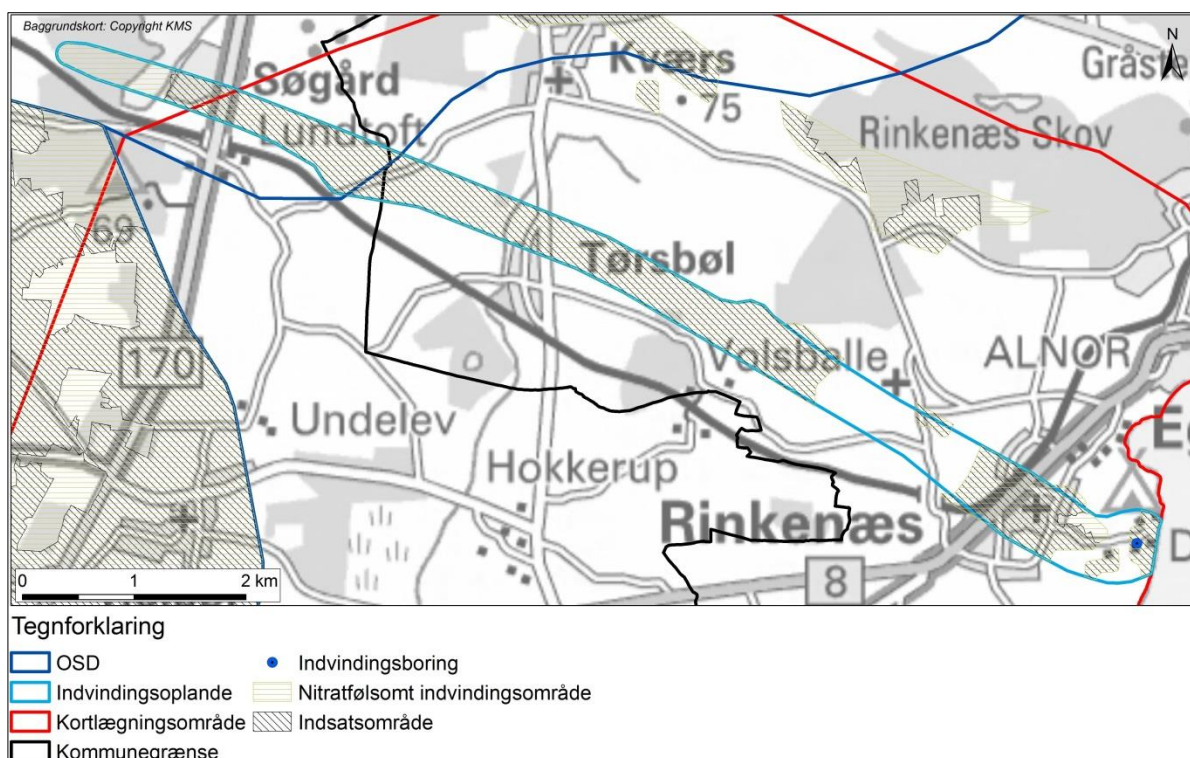 Baggrundskort: Copyright KMS
N
Søgård
Kværs
Gråste
Lundtoft
75
Rinkenæs Skov
69
Tørsbøl
170
Volsballe
ALNOR
Undelev
Eg
Hokkerup
Rinkenæs
D
8
0 1 2 km
Tegnforklaring
OSD
Indvindingsboring
Indvindingsoplande
Nitratfølsomt indvindingsområde
Kortlægningsområde
Indsatsområde
Kommunegrænse